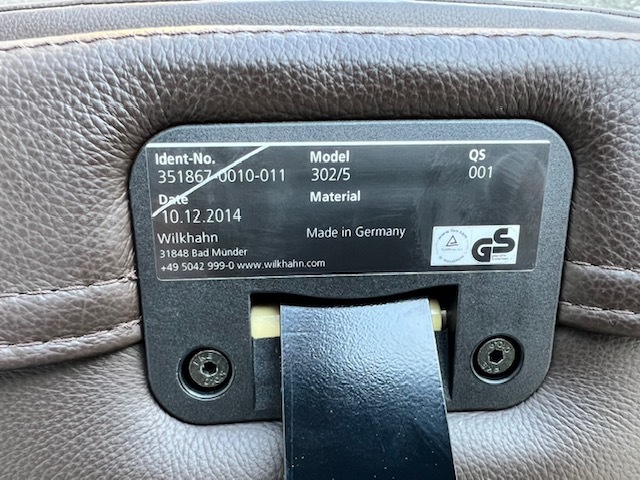 Ident-No. Model QS
351867-0010-011 302/5 001
Date Material
10.12.2014
Wilkhahn Made in Germany
31848 Bad Münder
+49 5042 999-0 www.wilkhahn.com
GS